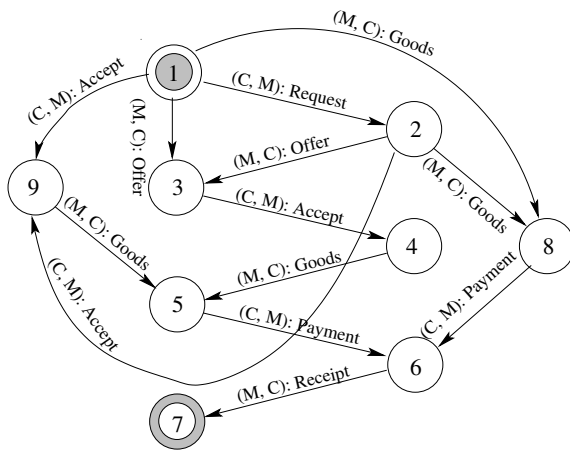 (M, C): Goods
1
(C, M): Accept
(C, M): Request
(M, C): Offer
2
(M, C): Offer
(M, C): Goods
9
3
(C, M): Accept
4
8
(M, C): Goods
(M, C): Goods
(C, M): Payment
(C, M): Accept
5
(C, M): Payment
6
(M, C): Receipt
7